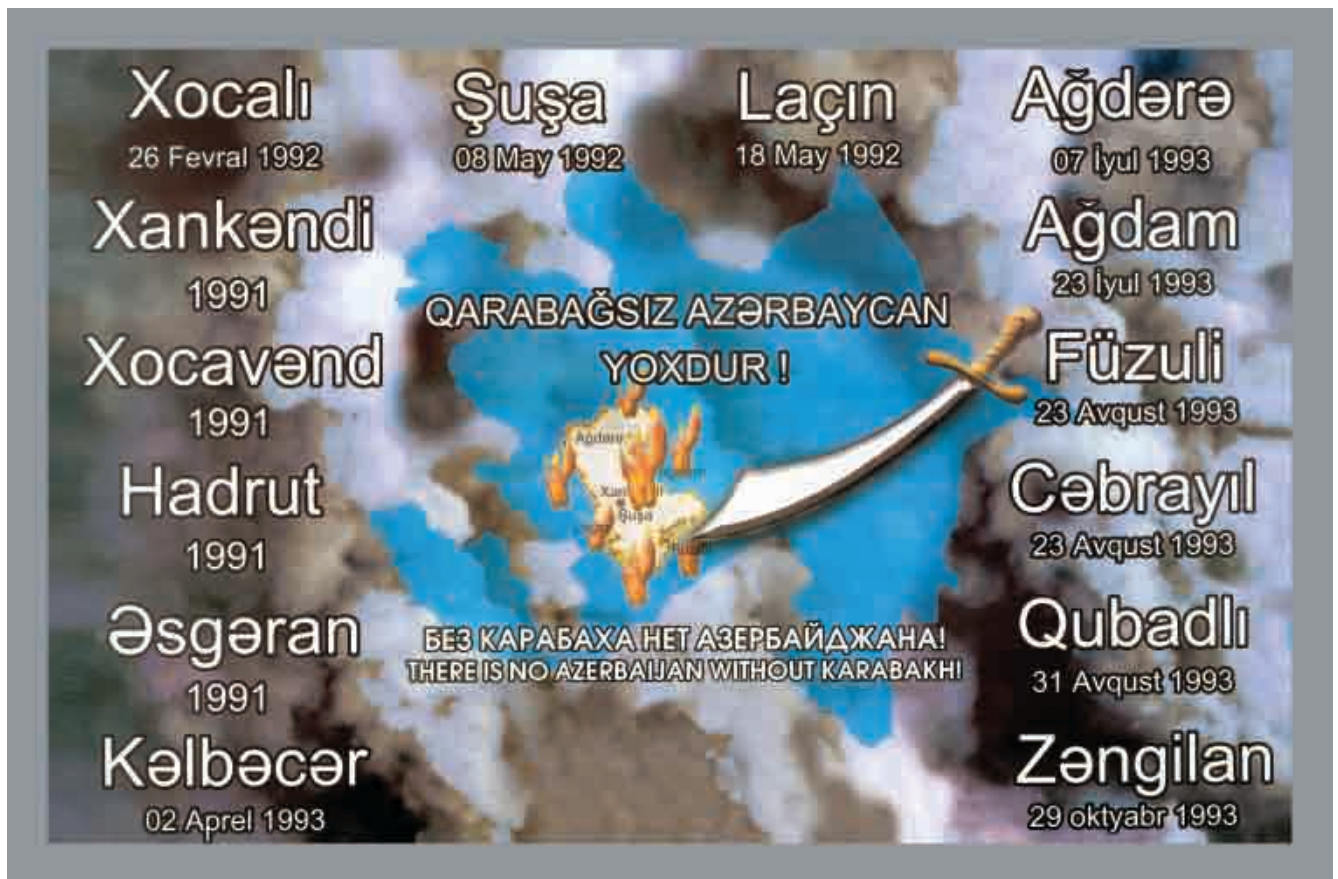 Xocalı
26 Fevral 1992
Şuşa
08 May 1992
Laçın
18 May 1992
Ağdərə
07 İyul 1993
Xankəndi
1991
Ağdam
23 İyul 1993
QARABAĞSIZ AZƏRBAYCAN
YOXDUR !
Xocavənd
1991
Füzuli
23 Avqust 1993
Ağdərə
Şuşa
Hadrut
1991
Cəbrayıl
23 Avqust 1993
Əsgəran
1991
БЕЗ КАРАБАХА НЕТ АЗЕРБАЙДЖАНА!
THERE IS NO AZERBAIJAN WITHOUT KARABAKH!
Qubadlı
31 Avqust 1993
Kəlbəcər
02 Aprel 1993
Zəngilan
29 oktyabr 1993